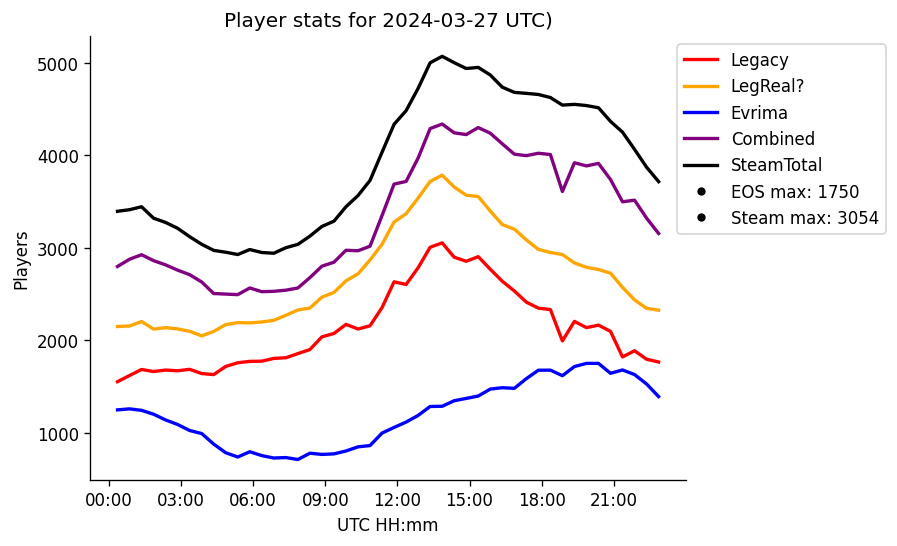 Player stats for 2024-03-27 UTC)
Legacy
LegReal?
Evrima
Combined
SteamTotal
EOS max: 1750
Steam max: 3054
5000
4000
3000
2000
1000
Players
00:00 03:00 06:00 09:00 12:00 15:00 18:00 21:00
UTC HH:mm